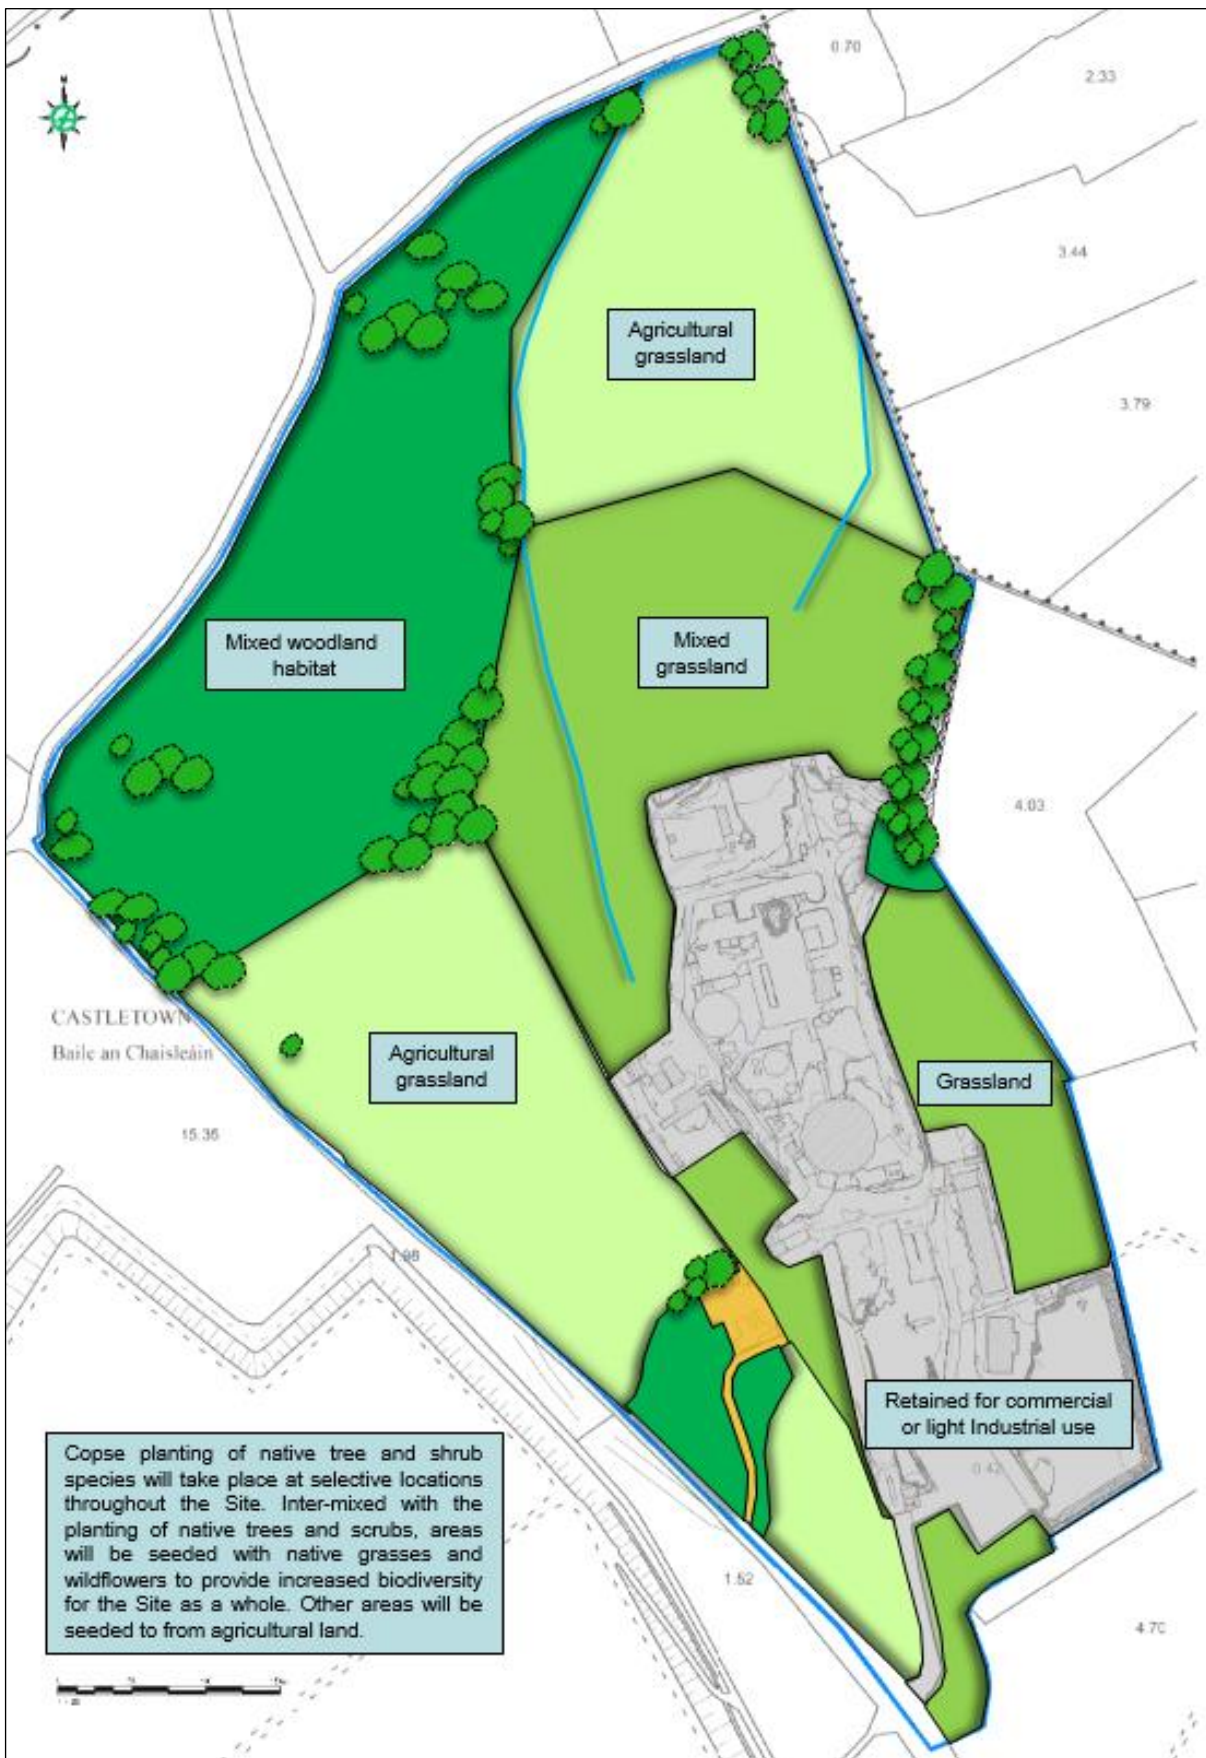 N
0.70
2.33
3.44
Agricultural
grassland
3.79
Mixed woodland
habitat
Mixed
grassland
4.03
CASTLETOWN
Baile an Chaisleáin
Agricultural
grassland
Grassland
15.36
1.98
Retained for commercial
or light Industrial use
0.42
Copse planting of native tree and shrub
species will take place at selective locations
throughout the Site. Inter-mixed with the
planting of native trees and scrubs, areas
will be seeded with native grasses and
wildflowers to provide increased biodiversity
for the Site as a whole. Other areas will be
seeded to from agricultural land.
1.52
4.70